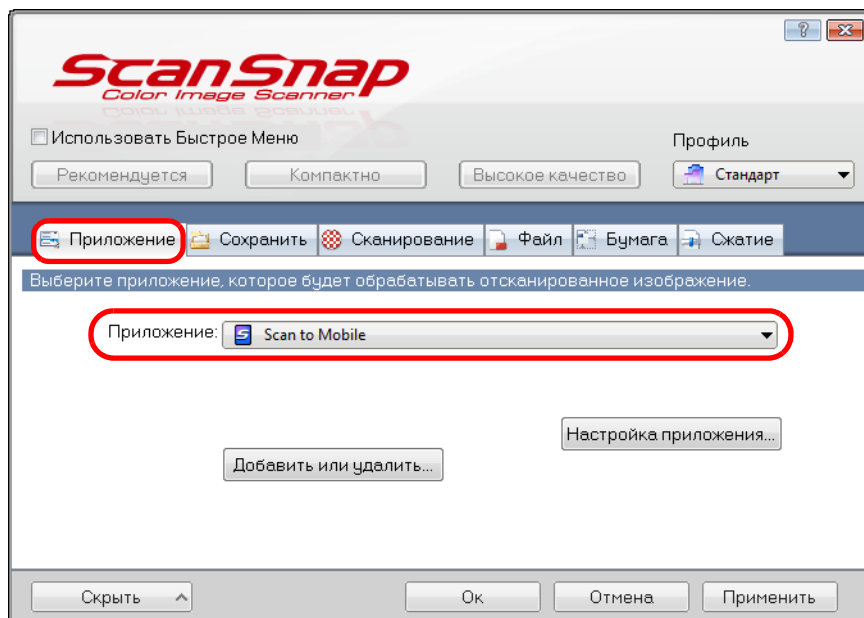 ScanSnap
Color Image Scanner
Использовать Быстрое Меню
Профиль
Рекомендуется Компактно Высокое качество Стандарт
Приложение Сохранить Сканирование Файл Бумага Сжатие
Выберите приложение, которое будет обрабатывать отсканированное изображение.
Приложение: Scan to Mobile
Настройка приложения...
Добавить или удалить...
Скрыть Ок Отмена Применить